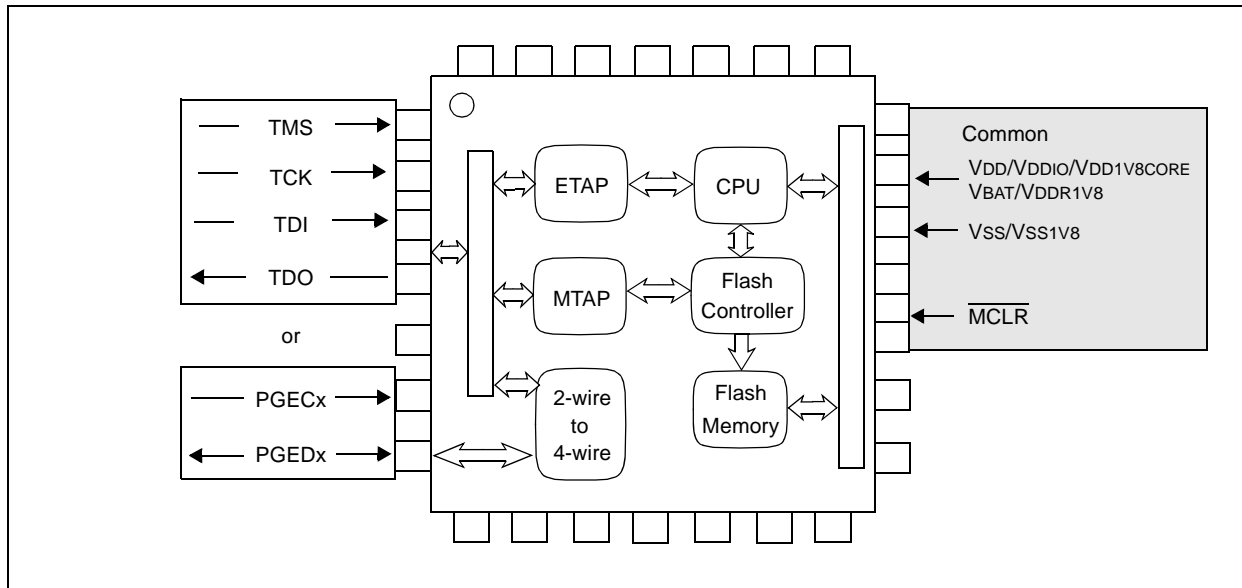 TMS
TCK
TDI
TDO
or
PGECx
PGEDx
ETAP
CPU
MTAP
Flash
Controller
2-wire
to
4-wire
Flash
Memory
Common
VDD/VDDIO/VDD1V8CORE
VBAT/VDDR1V8
VSS/VSS1V8
MCLR